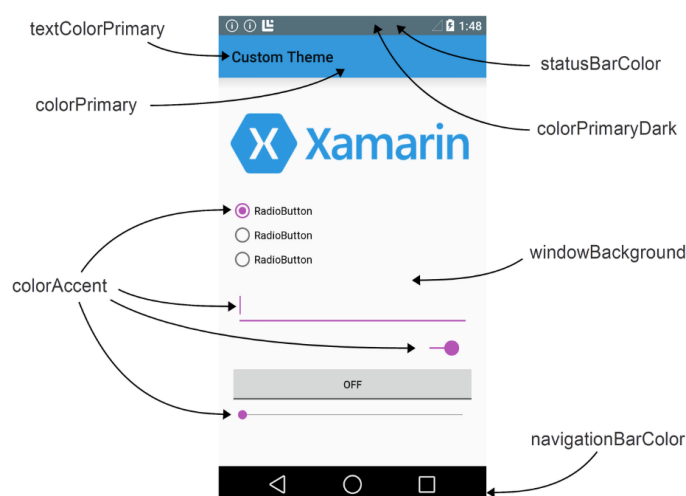 textColorPrimary
1:48
Custom Theme
statusBarColor
colorPrimary
colorPrimaryDark
X Xamarin
RadioButton
RadioButton
RadioButton
windowBackground
colorAccent
OFF
navigationBarColor